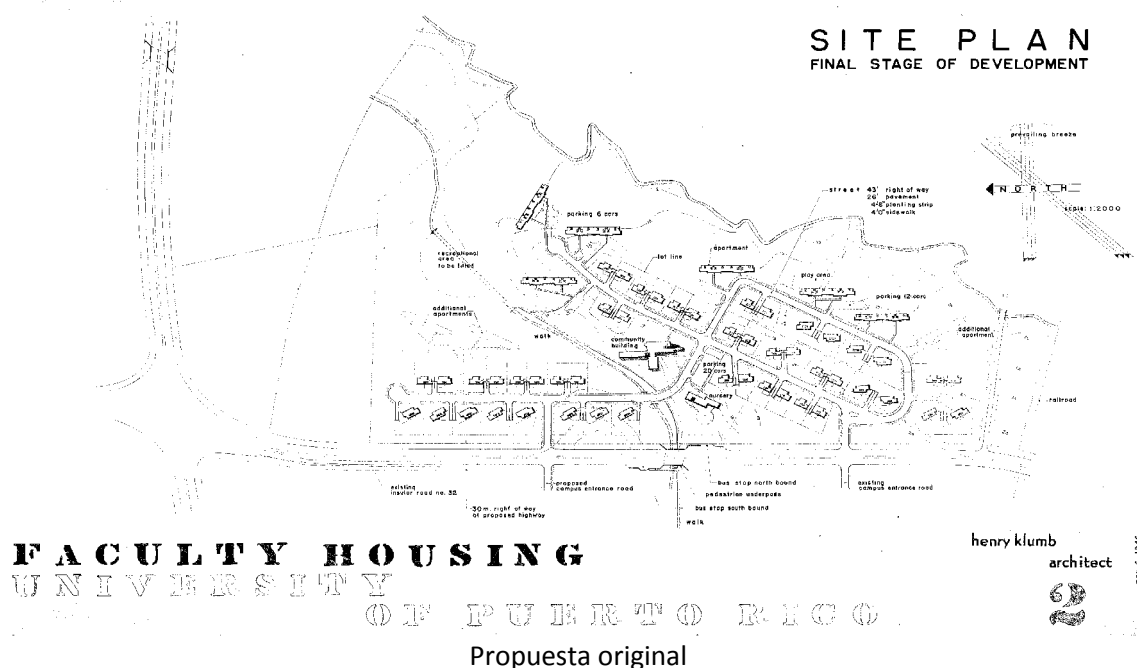 SITE PLAN
FINAL STAGE OF DEVELOPMENT
prevailing breeze
NORTH
scale: 1:2000
street 43' right of way
26' pavement
4'8" planting strip
4'0" sidewalk
parking 6 cars
apartment
lot line
recreational
area
to be filled
play area
parking 12 cars
additional
apartments
additional
apartment
walk
community
building
parking
20 cars
nursery
railroad
bus stop north bound
pedestrian underpass
bus stop south bound
walk
existing
insular road no. 32
30 m. right of way
of proposed highway
proposed
campus entrance road
existing
campus entrance road
FACULTY HOUSING
UNIVERSITY
OF PUERTO RICO
henry klumb
architect
2
Propuesta original